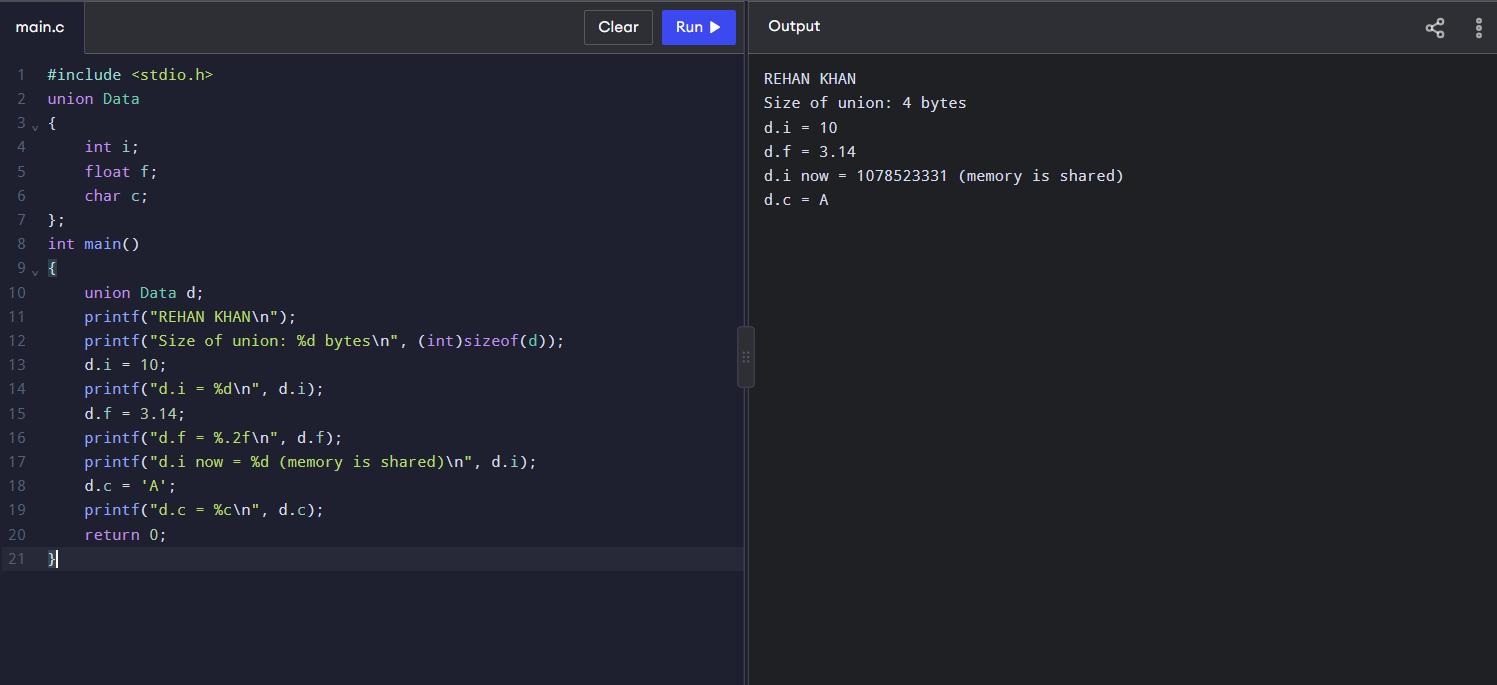 main.c
Clear
Run
Output
1 #include <stdio.h>
2 union Data
3 {
4     int i;
5     float f;
6     char c;
7 };
8 int main()
9 {
10     union Data d;
11     printf("REHAN KHAN\n");
12     printf("Size of union: %d bytes\n", (int)sizeof(d));
13     d.i = 10;
14     printf("d.i = %d\n", d.i);
15     d.f = 3.14;
16     printf("d.f = %.2f\n", d.f);
17     printf("d.i now = %d (memory is shared)\n", d.i);
18     d.c = 'A';
19     printf("d.c = %c\n", d.c);
20     return 0;
21 }
REHAN KHAN
Size of union: 4 bytes
d.i = 10
d.f = 3.14
d.i now = 1078523331 (memory is shared)
d.c = A